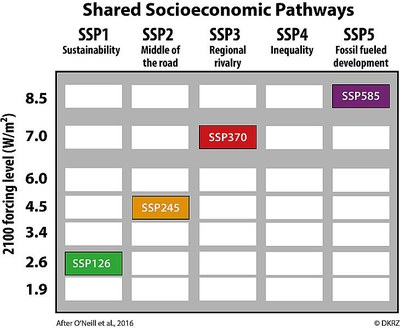 Shared Socioeconomic Pathways
SSP1 SSP2 SSP3 SSP4 SSP5
Sustainability Middle of Regional Inequality Fossil fueled
the road rivalry development
2100 forcing level (W/m²)
8.5 SSP585
7.0 SSP370
6.0
4.5 SSP245
3.4
2.6 SSP126
1.9
After O'Neill et al., 2016 © DKRZ